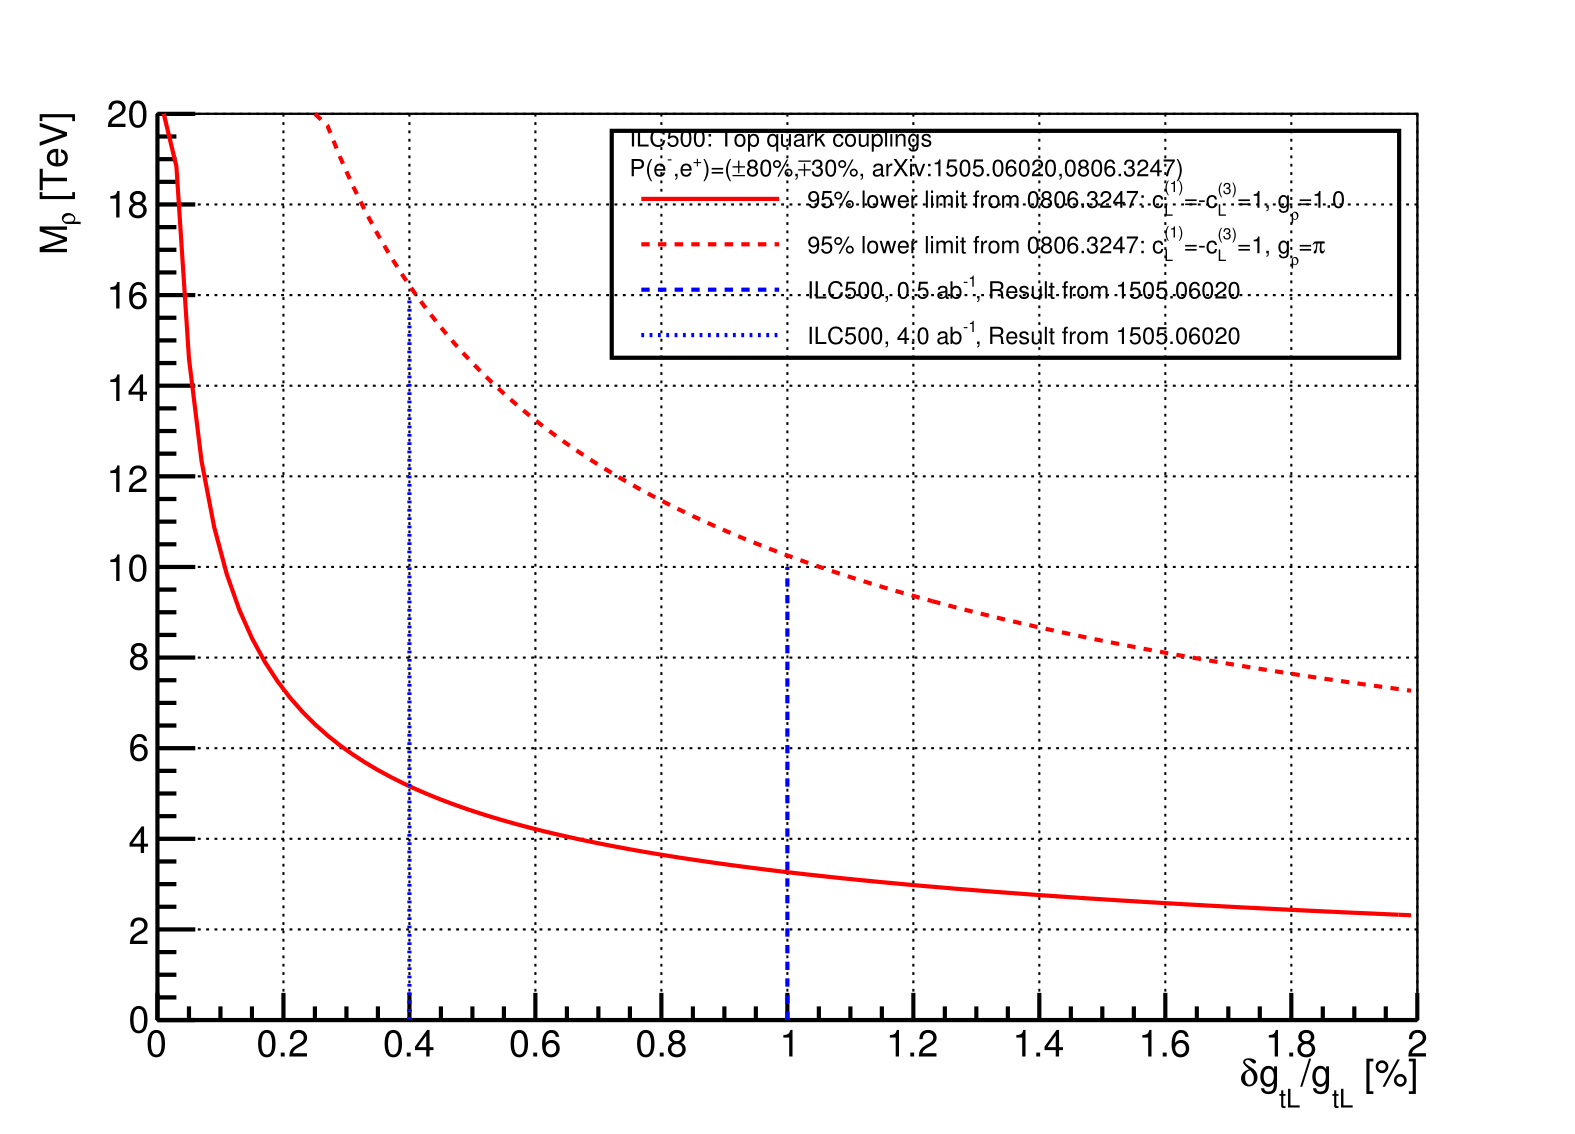 M_ρ [TeV]
20
18
16
14
12
10
8
6
4
2
0
ILC500: Top quark couplings
P(e^-,e^+)=(±80%,∓30%, arXiv:1505.06020,0806.3247)
95% lower limit from 0806.3247: c_L^(1)=-c_L^(3)=1, g_ρ=1.0
95% lower limit from 0806.3247: c_L^(1)=-c_L^(3)=1, g_ρ=π
ILC500, 0.5 ab^-1, Result from 1505.06020
ILC500, 4.0 ab^-1, Result from 1505.06020
0 0.2 0.4 0.6 0.8 1 1.2 1.4 1.6 1.8 2
δg_tL/g_tL [%]